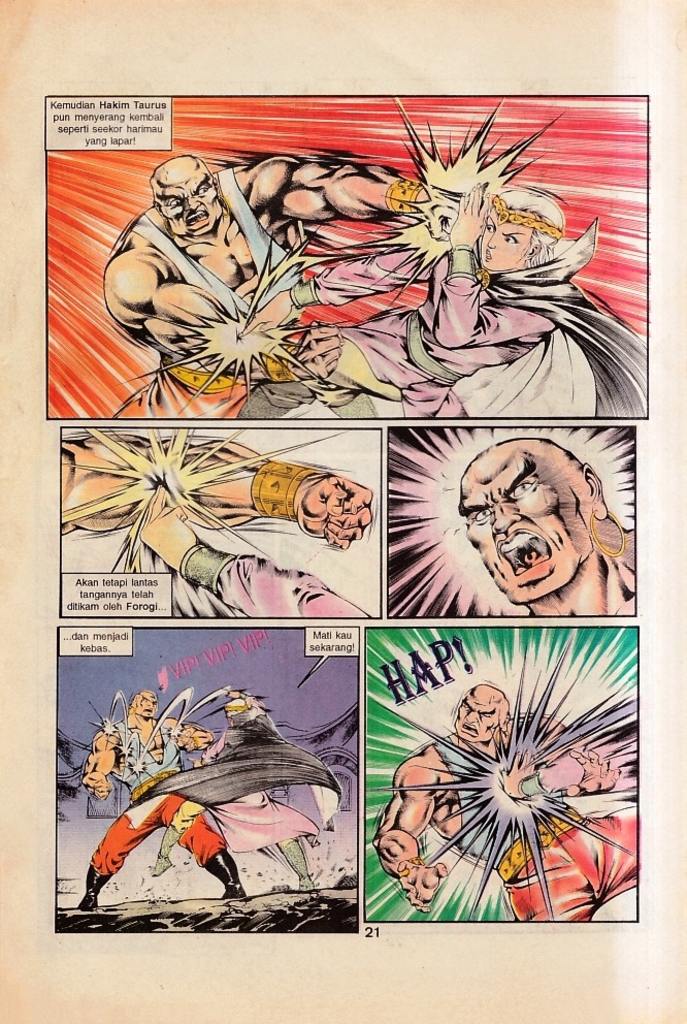 Kemudian Hakim Taurus
pun menyerang kembali
seperti seekor harimau
yang lapar!
Akan tetapi lantas
tangannya telah
ditikam oleh Forogi...
...dan menjadi
kebas.
VIP! VIP! VIP!
Mati kau
sekarang!
HAP!
21